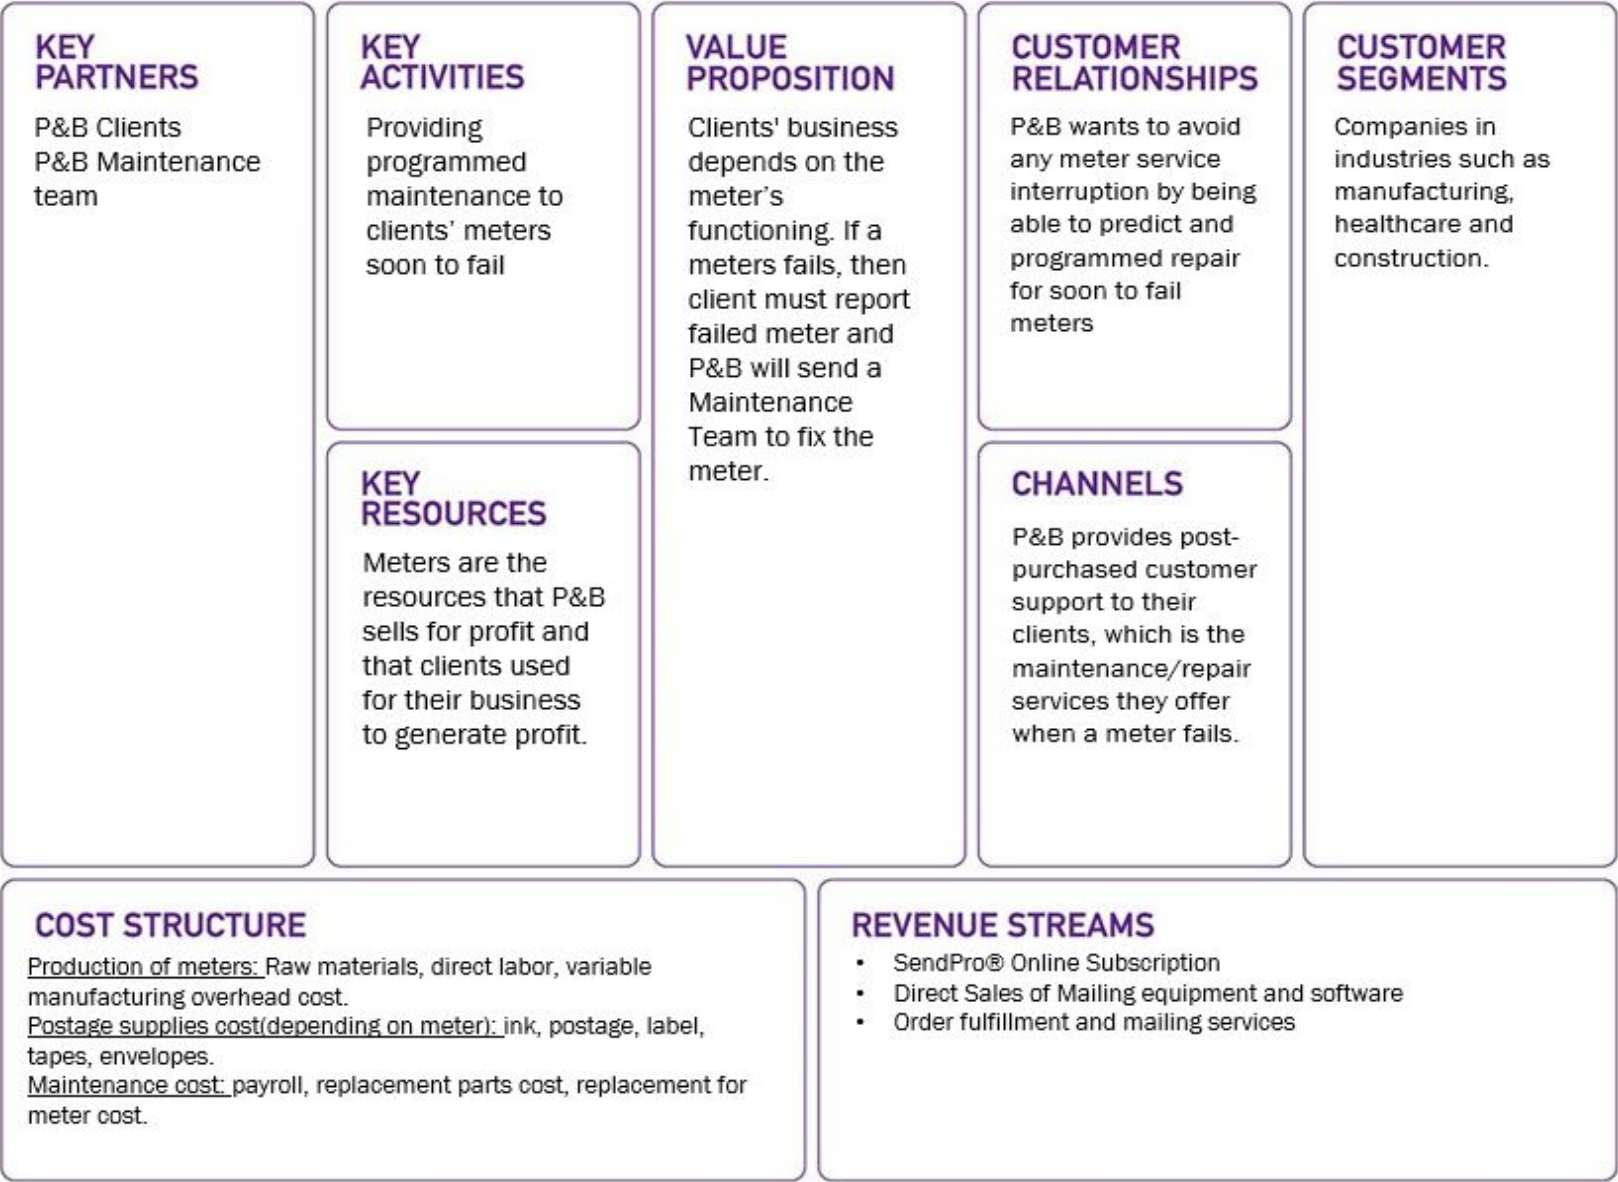 KEY
PARTNERS
P&B Clients
P&B Maintenance
team
KEY
ACTIVITIES
Providing
programmed
maintenance to
clients’ meters
soon to fail
KEY
RESOURCES
Meters are the
resources that P&B
sells for profit and
that clients used
for their business
to generate profit.
VALUE
PROPOSITION
Clients' business
depends on the
meter’s
functioning. If a
meters fails, then
client must report
failed meter and
P&B will send a
Maintenance
Team to fix the
meter.
CUSTOMER
RELATIONSHIPS
P&B wants to avoid
any meter service
interruption by being
able to predict and
programmed repair
for soon to fail
meters
CHANNELS
P&B provides post-
purchased customer
support to their
clients, which is the
maintenance/repair
services they offer
when a meter fails.
CUSTOMER
SEGMENTS
Companies in
industries such as
manufacturing,
healthcare and
construction.
COST STRUCTURE
Production of meters: Raw materials, direct labor, variable
manufacturing overhead cost.
Postage supplies cost(depending on meter): ink, postage, label,
tapes, envelopes.
Maintenance cost: payroll, replacement parts cost, replacement for
meter cost.
REVENUE STREAMS
• SendPro® Online Subscription
• Direct Sales of Mailing equipment and software
• Order fulfillment and mailing services